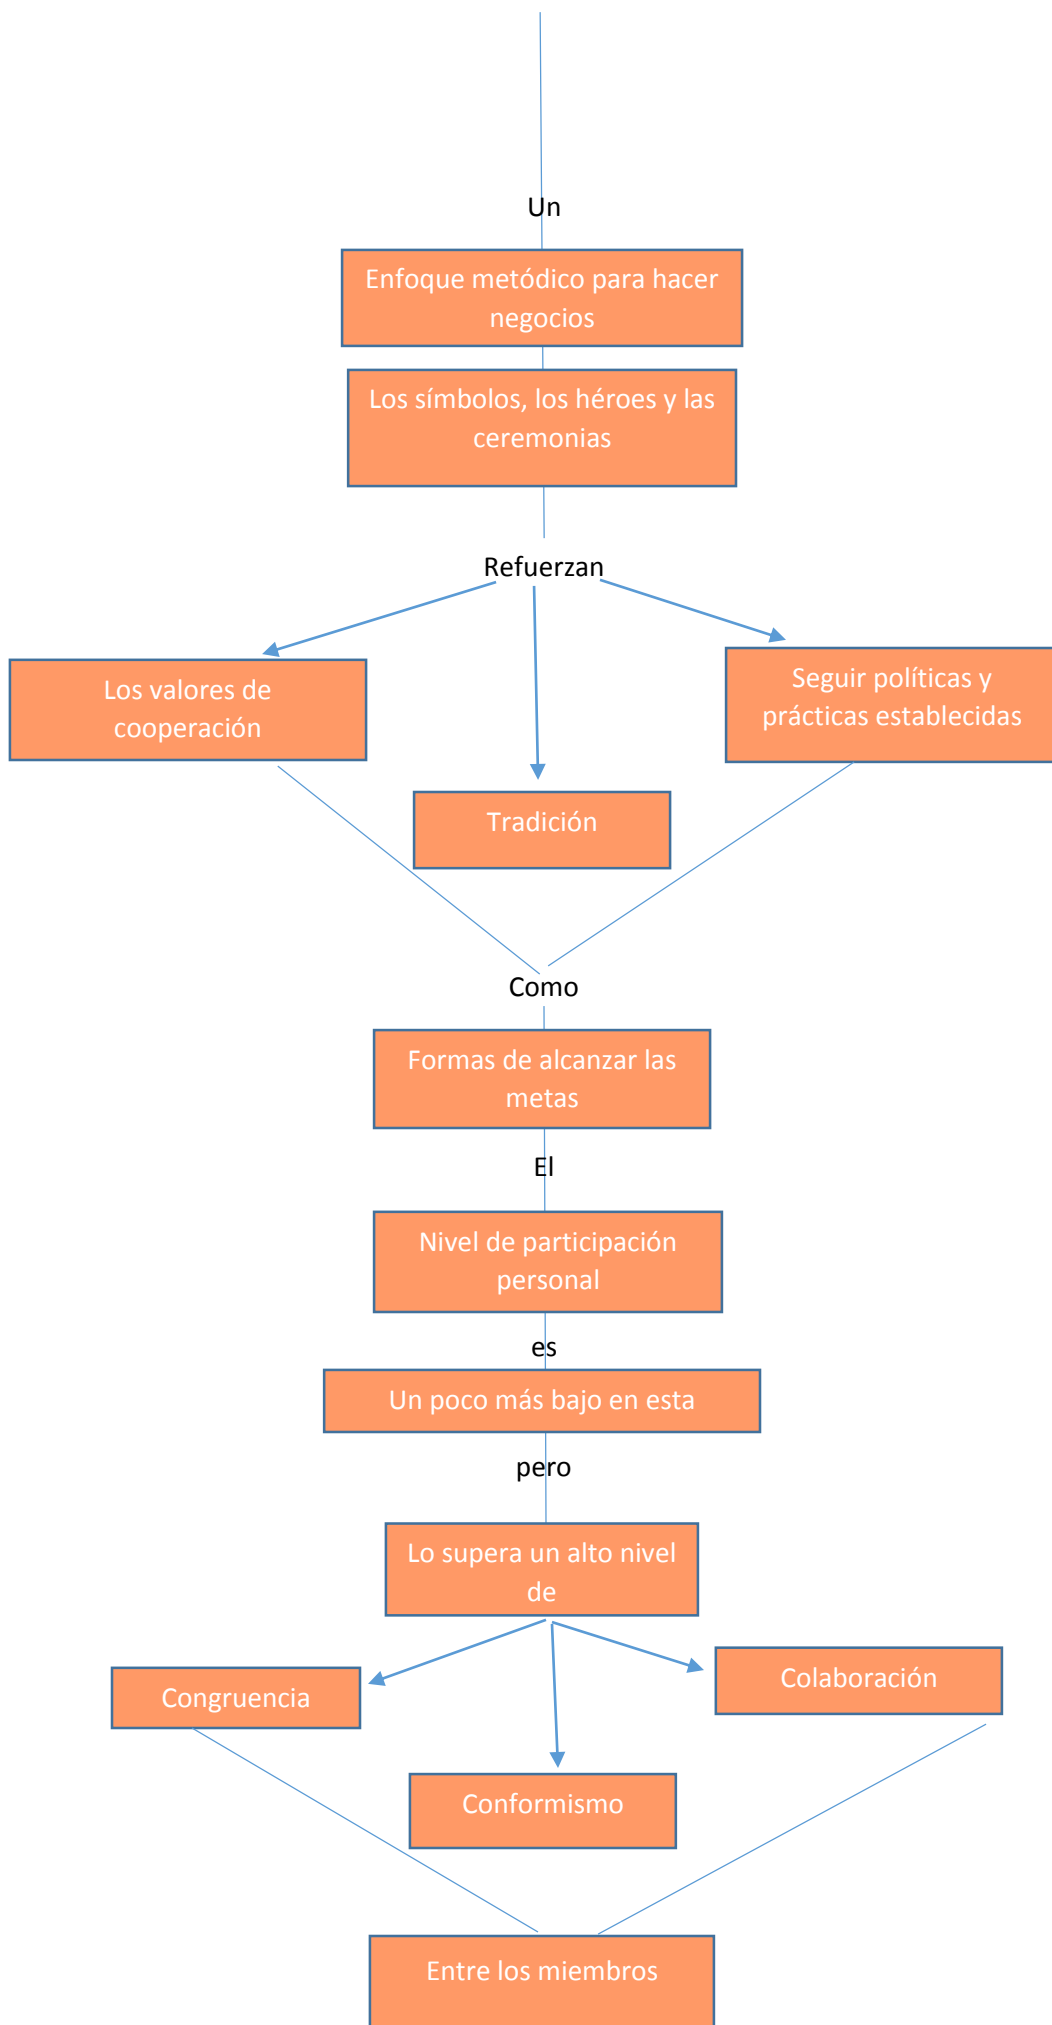 Un
Enfoque metódico para hacer
negocios
Los símbolos, los héroes y las
ceremonias
Refuerzan
Los valores de
cooperación
Seguir políticas y
prácticas establecidas
Tradición
Como
Formas de alcanzar las
metas
El
Nivel de participación
personal
es
Un poco más bajo en esta
pero
Lo supera un alto nivel
de
Congruencia
Colaboración
Conformismo
Entre los miembros